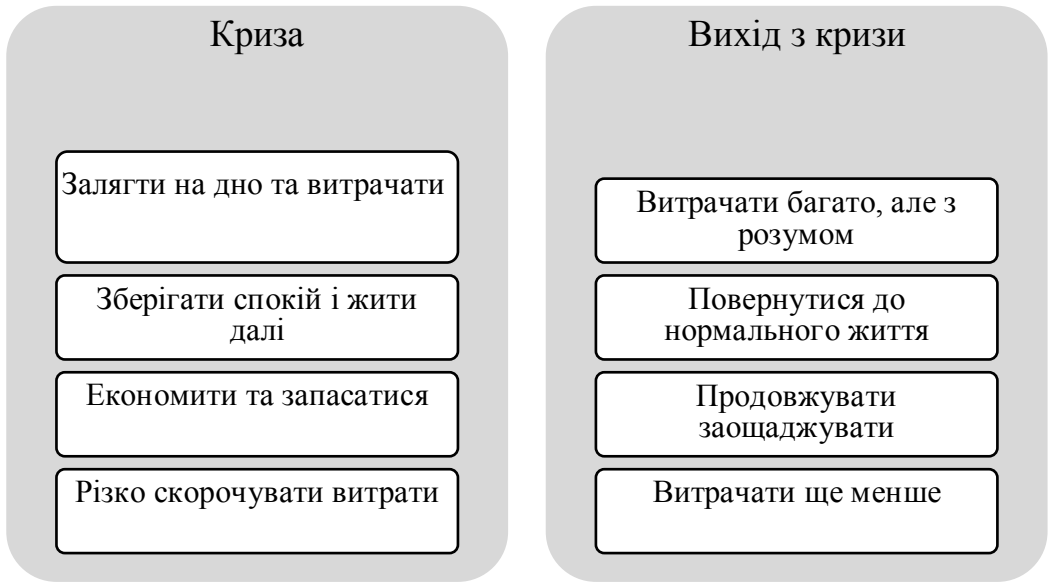 Криза
Залягти на дно та витрачати
Зберігати спокій і жити
далі
Економити та запасатися
Різко скорочувати витрати
Вихід з кризи
Витрачати багато, але з
розумом
Повернутися до
нормального життя
Продовжувати
заощаджувати
Витрачати ще менше